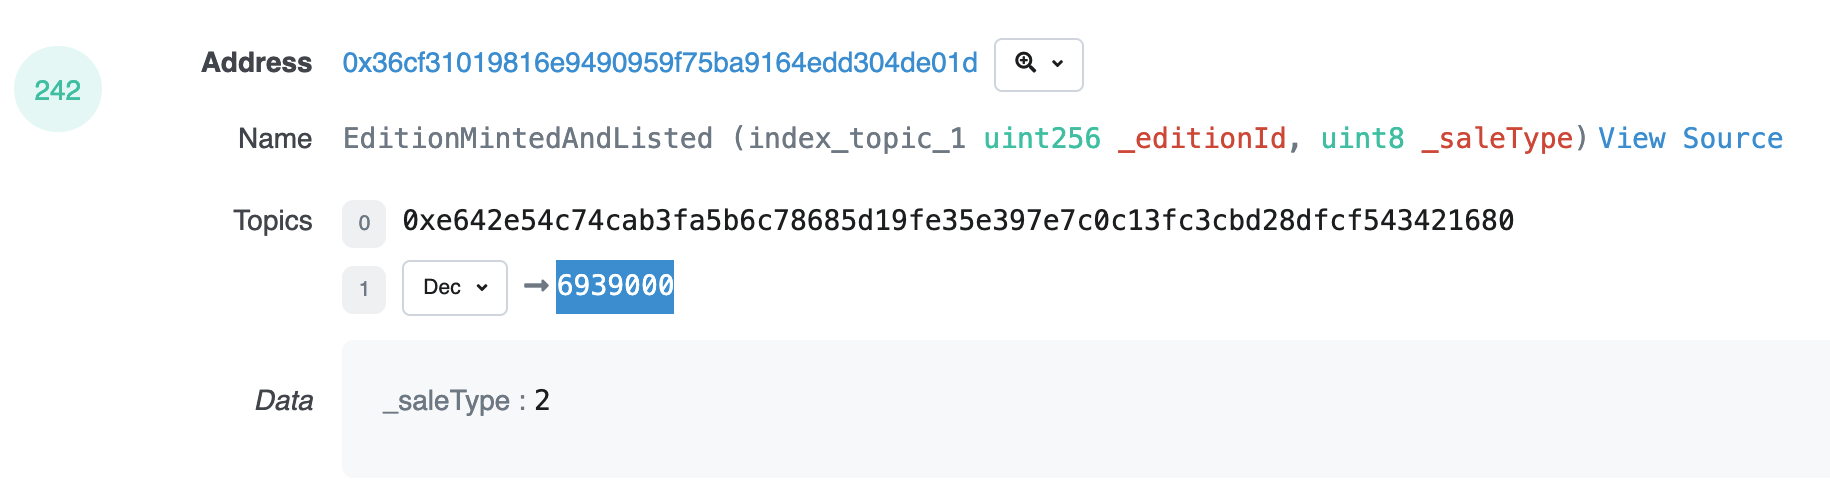 242
Address 0x36cf31019816e9490959f75ba9164edd304de01d
Name EditionMintedAndListed (index_topic_1 uint256 _editionId, uint8 _saleType) View Source
Topics 0 0xe642e54c74cab3fa5b6c78685d19fe35e397e7c0c13fc3cbd28dfcf543421680
1 Dec → 6939000
Data _saleType : 2